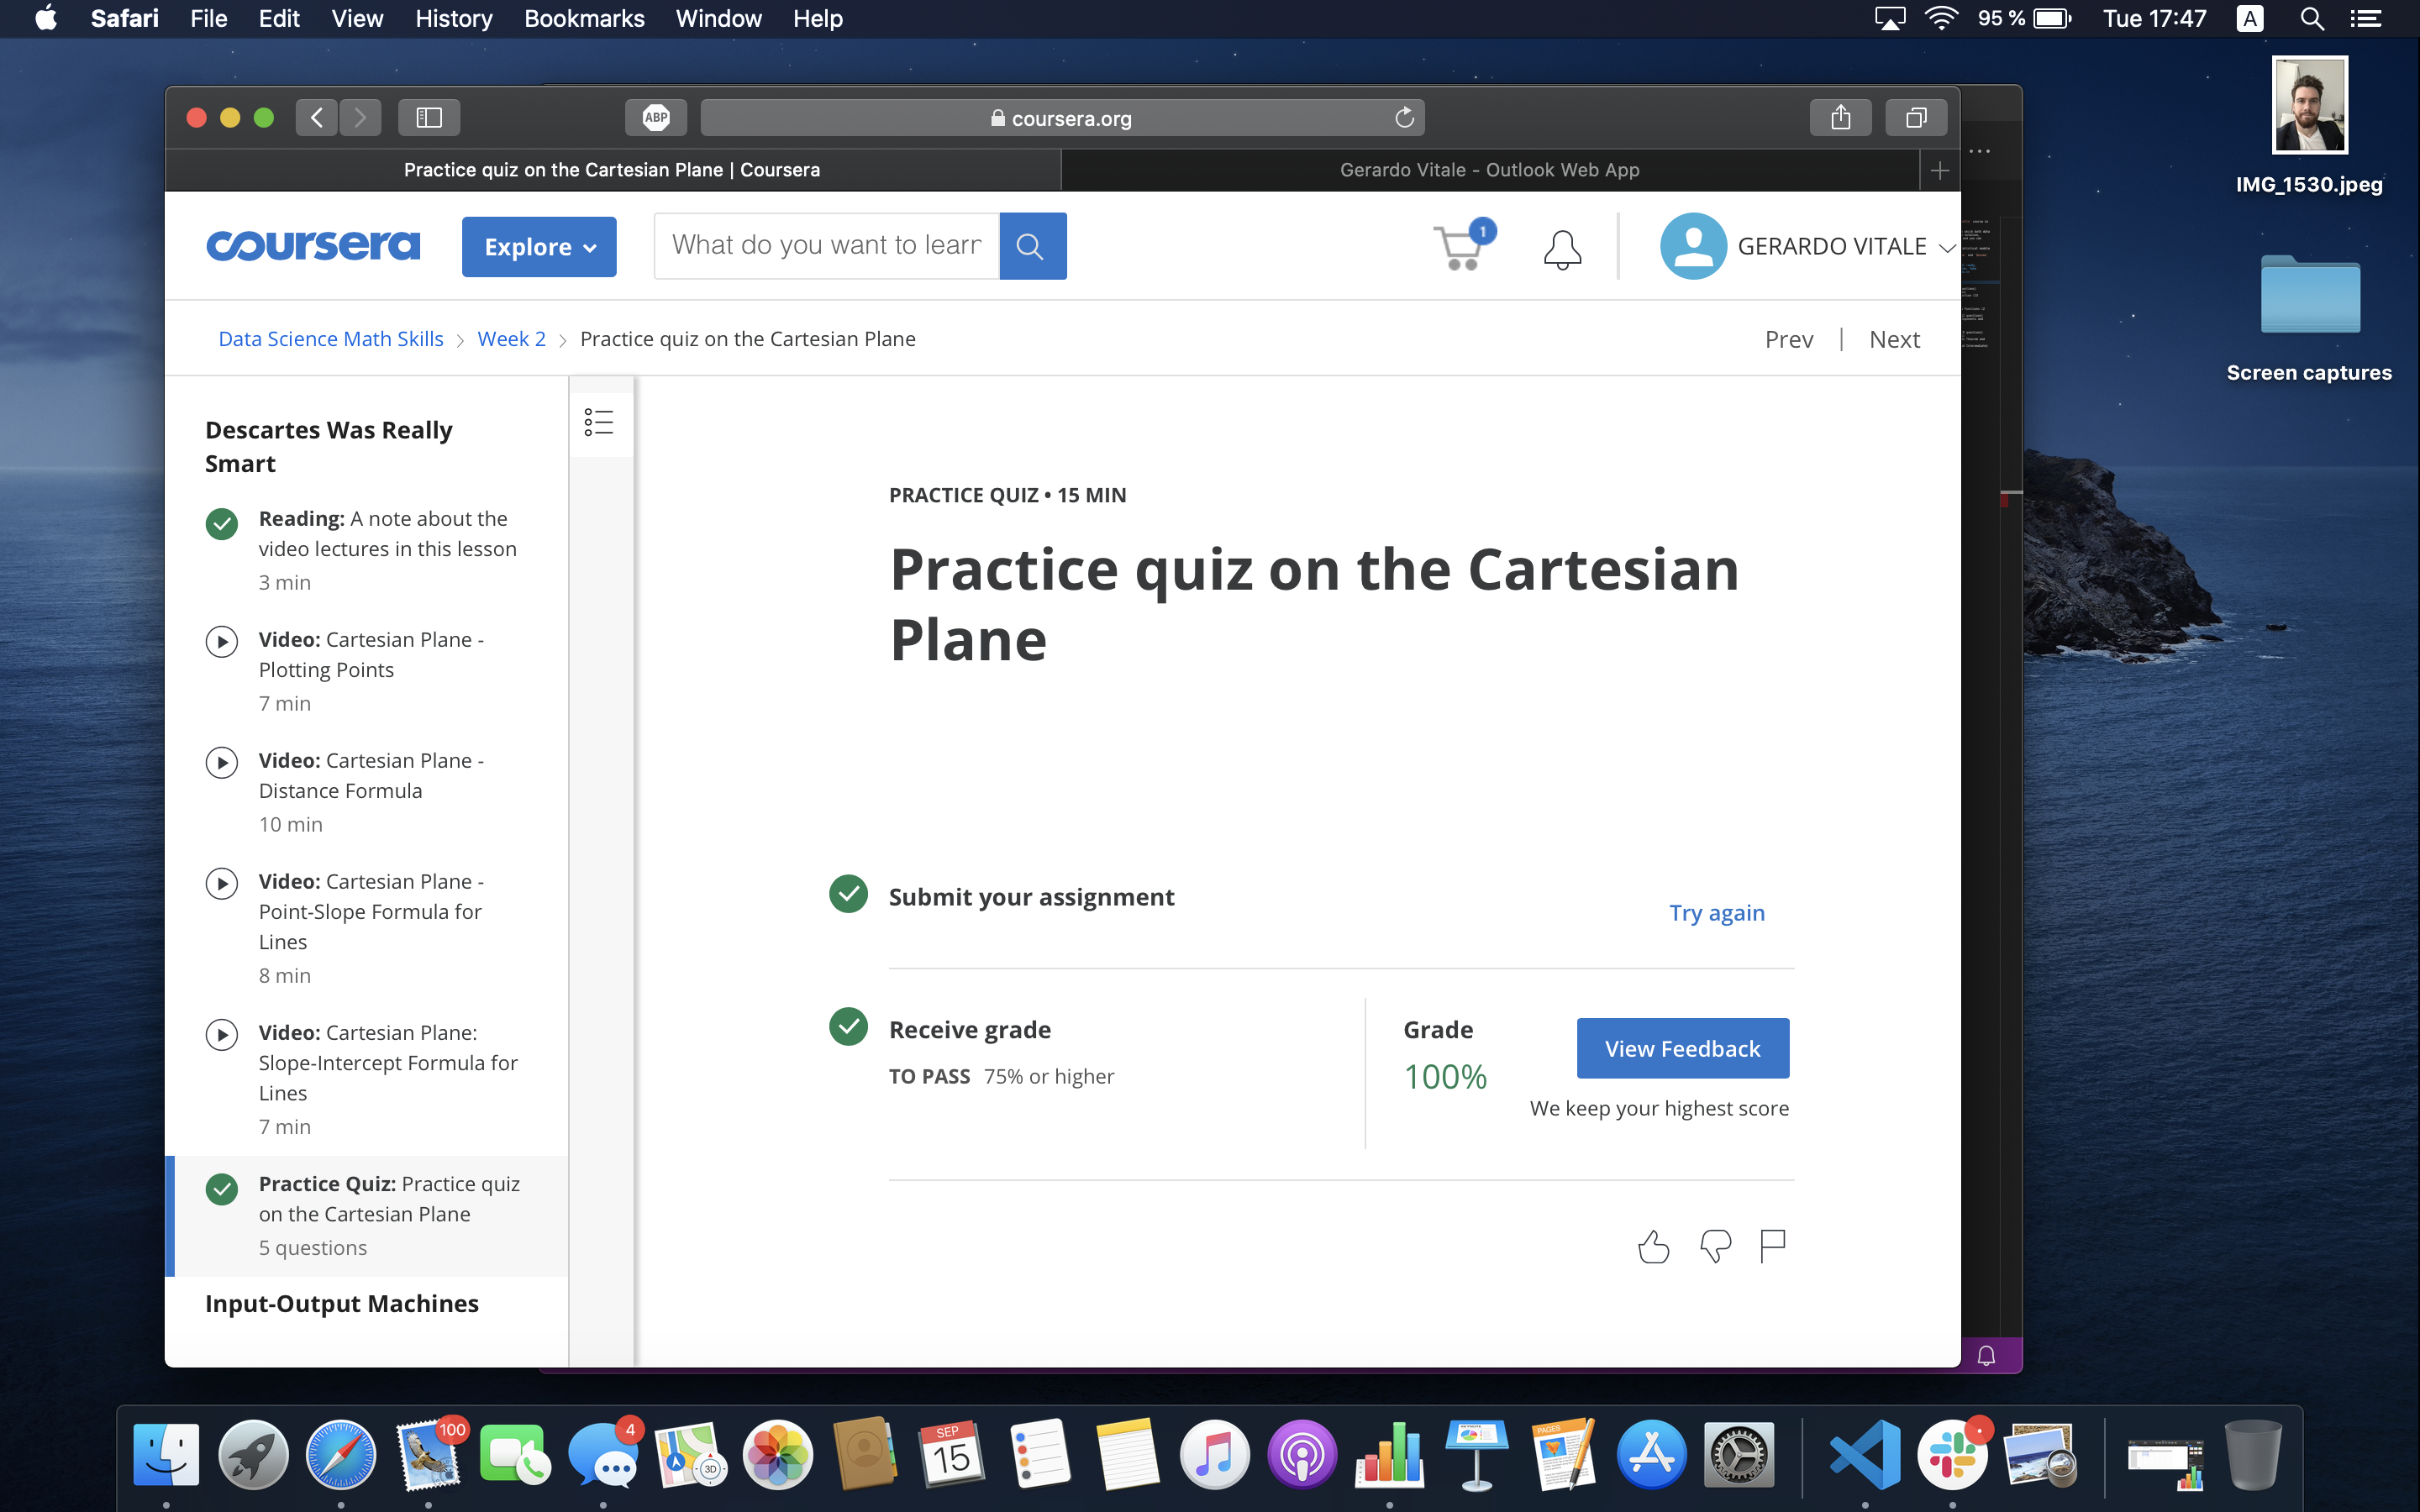 Safari File Edit View History Bookmarks Window Help
95 % Tue 17:47 A
IMG_1530.jpeg
Screen captures
ABP
coursera.org
Practice quiz on the Cartesian Plane | Coursera
Gerardo Vitale - Outlook Web App
coursera
Explore
What do you want to learn
1
GERARDO VITALE
Data Science Math Skills > Week 2 > Practice quiz on the Cartesian Plane
Prev | Next
Descartes Was Really
Smart
Reading: A note about the
video lectures in this lesson
3 min
Video: Cartesian Plane -
Plotting Points
7 min
Video: Cartesian Plane -
Distance Formula
10 min
Video: Cartesian Plane -
Point-Slope Formula for
Lines
8 min
Video: Cartesian Plane:
Slope-Intercept Formula for
Lines
7 min
Practice Quiz: Practice quiz
on the Cartesian Plane
5 questions
Input-Output Machines
PRACTICE QUIZ • 15 MIN
Practice quiz on the Cartesian
Plane
Submit your assignment
Try again
Receive grade
TO PASS 75% or higher
Grade
100%
View Feedback
We keep your highest score
100
4
3D
SEP
15
PAGES